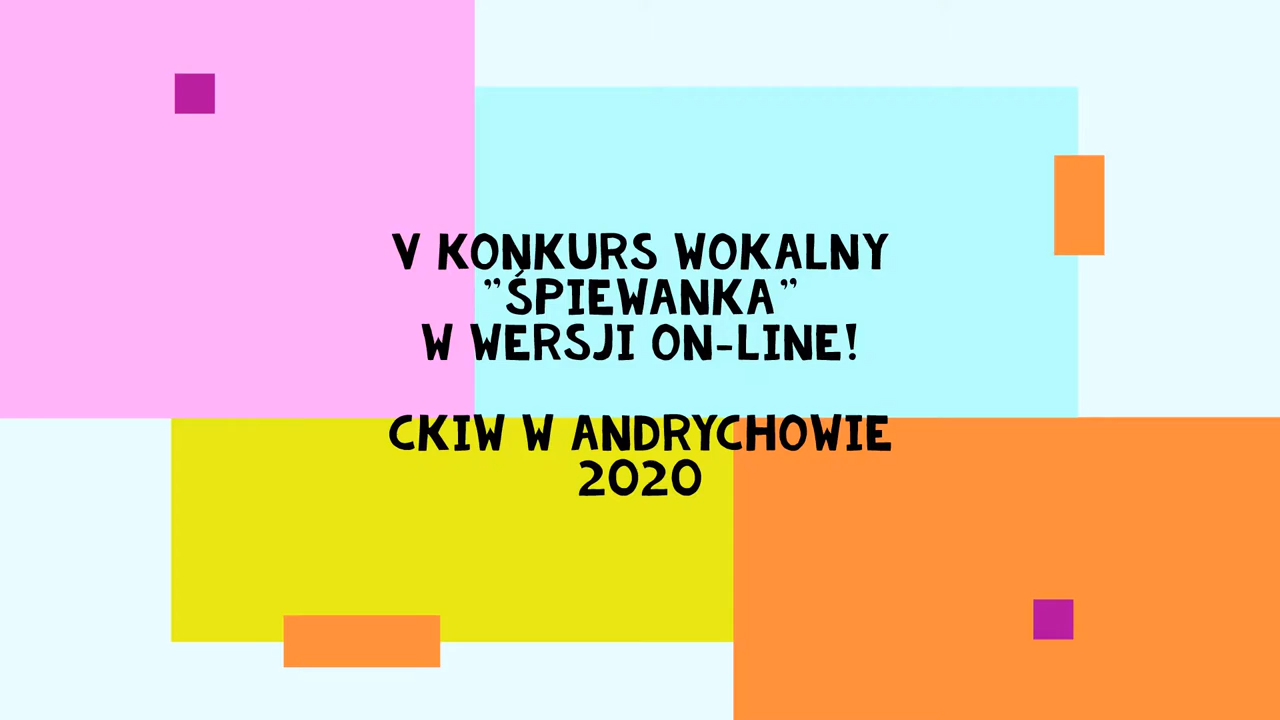 V KONKURS WOKALNY
"ŚPIEWANKA"
W WERSJI ON-LINE!
CKIW W ANDRYCHOWIE
2020